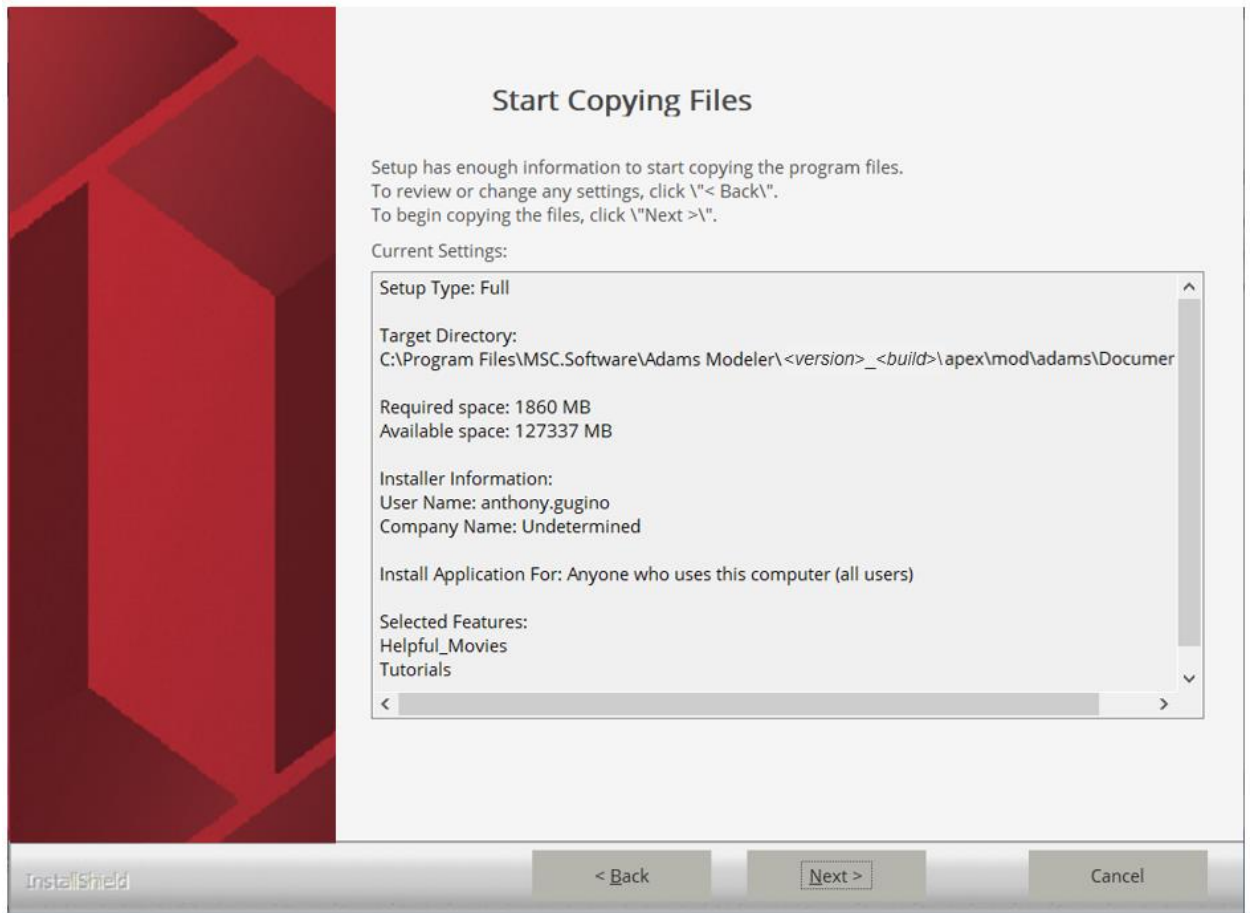 Start Copying Files
Setup has enough information to start copying the program files.
To review or change any settings, click \"< Back\".
To begin copying the files, click \"Next >\".
Current Settings:
Setup Type: Full
Target Directory:
C:\Program Files\MSC.Software\Adams Modeler\<version>_<build>\apex\mod\adams\Documer
Required space: 1860 MB
Available space: 127337 MB
Installer Information:
User Name: anthony.gugino
Company Name: Undetermined
Install Application For: Anyone who uses this computer (all users)
Selected Features:
Helpful_Movies
Tutorials
InstallShield
< Back
Next >
Cancel